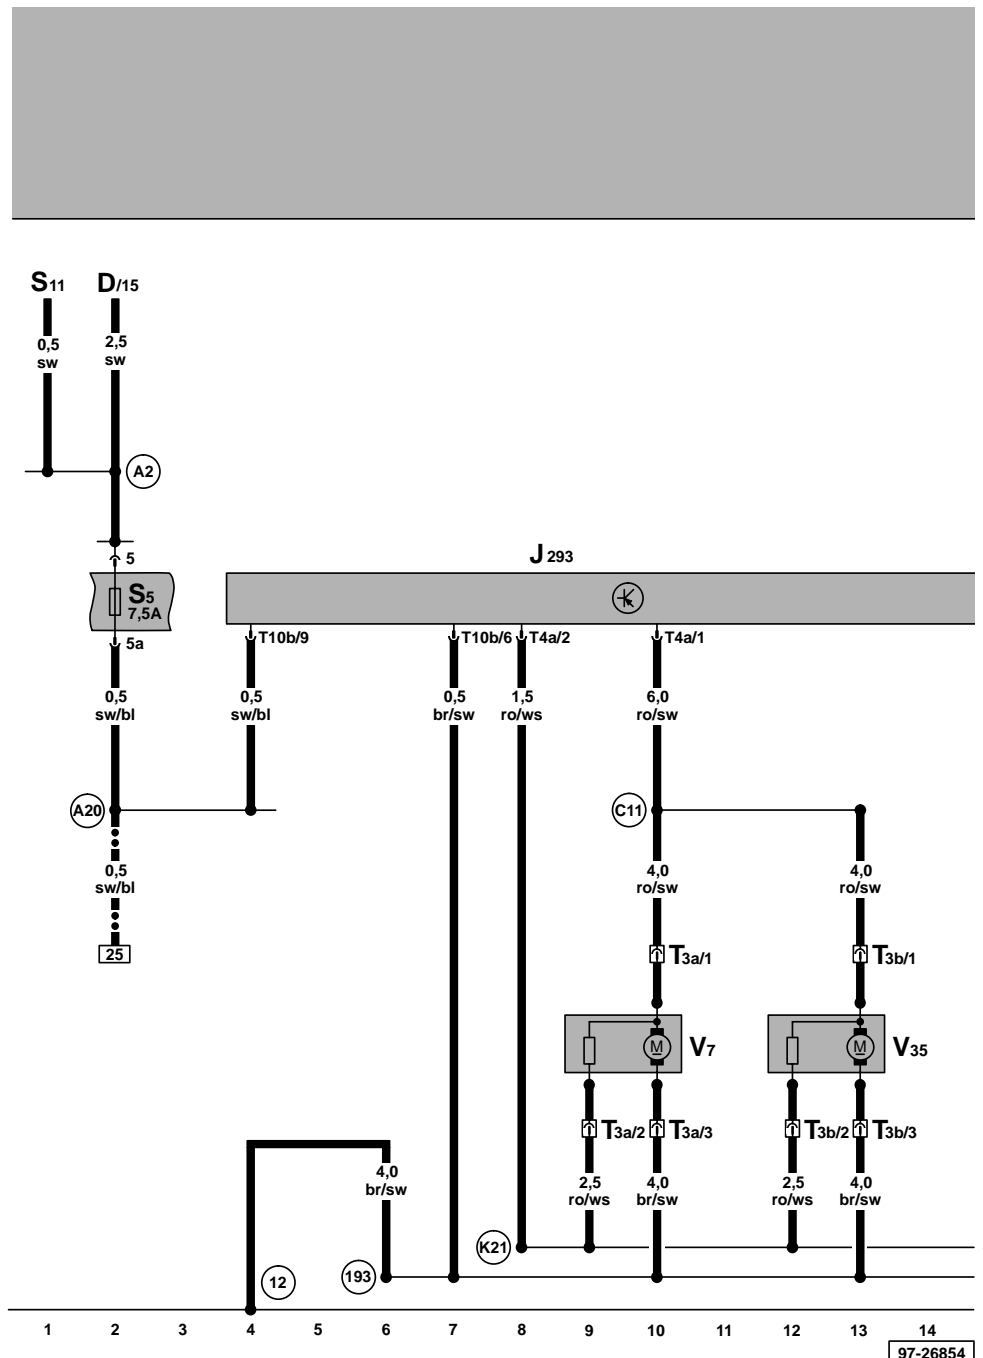 S11 D/15
0,5
sw
2,5
sw
A2
5
S5
7,5A
5a
J 293
T10b/9 T10b/6 T4a/2 T4a/1
0,5
sw/bl
0,5
sw/bl
0,5
br/sw
1,5
ro/ws
6,0
ro/sw
A20
C11
0,5
sw/bl
4,0
ro/sw
4,0
ro/sw
25
T3a/1
T3b/1
M
V7
M
V35
T3a/2 T3a/3 T3b/2 T3b/3
4,0
br/sw
2,5
ro/ws
4,0
br/sw
2,5
ro/ws
4,0
br/sw
K21
12
193
1 2 3 4 5 6 7 8 9 10 11 12 13 14
97-26854